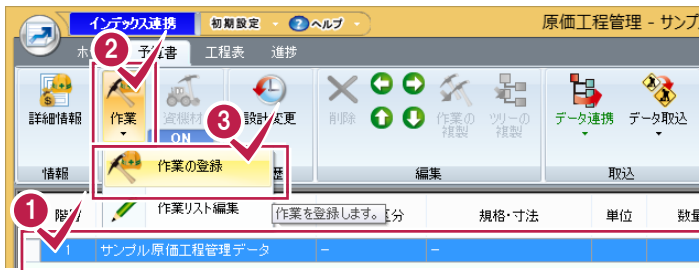 インデックス連携 初期設定 ヘルプ 原価工程管理 - サンプ
2 予算書 工程表 進捗
詳細情報 作業 資機材 設計変更 削除 作業の複製 ツリーの複製 データ連携 データ取込
ON
3
情報 歴 編集 取込
作業の登録
作業リスト編集 作業を登録します。 区分 規格・寸法 単位 数量
1 階
1 サンプル原価工程管理データ - -